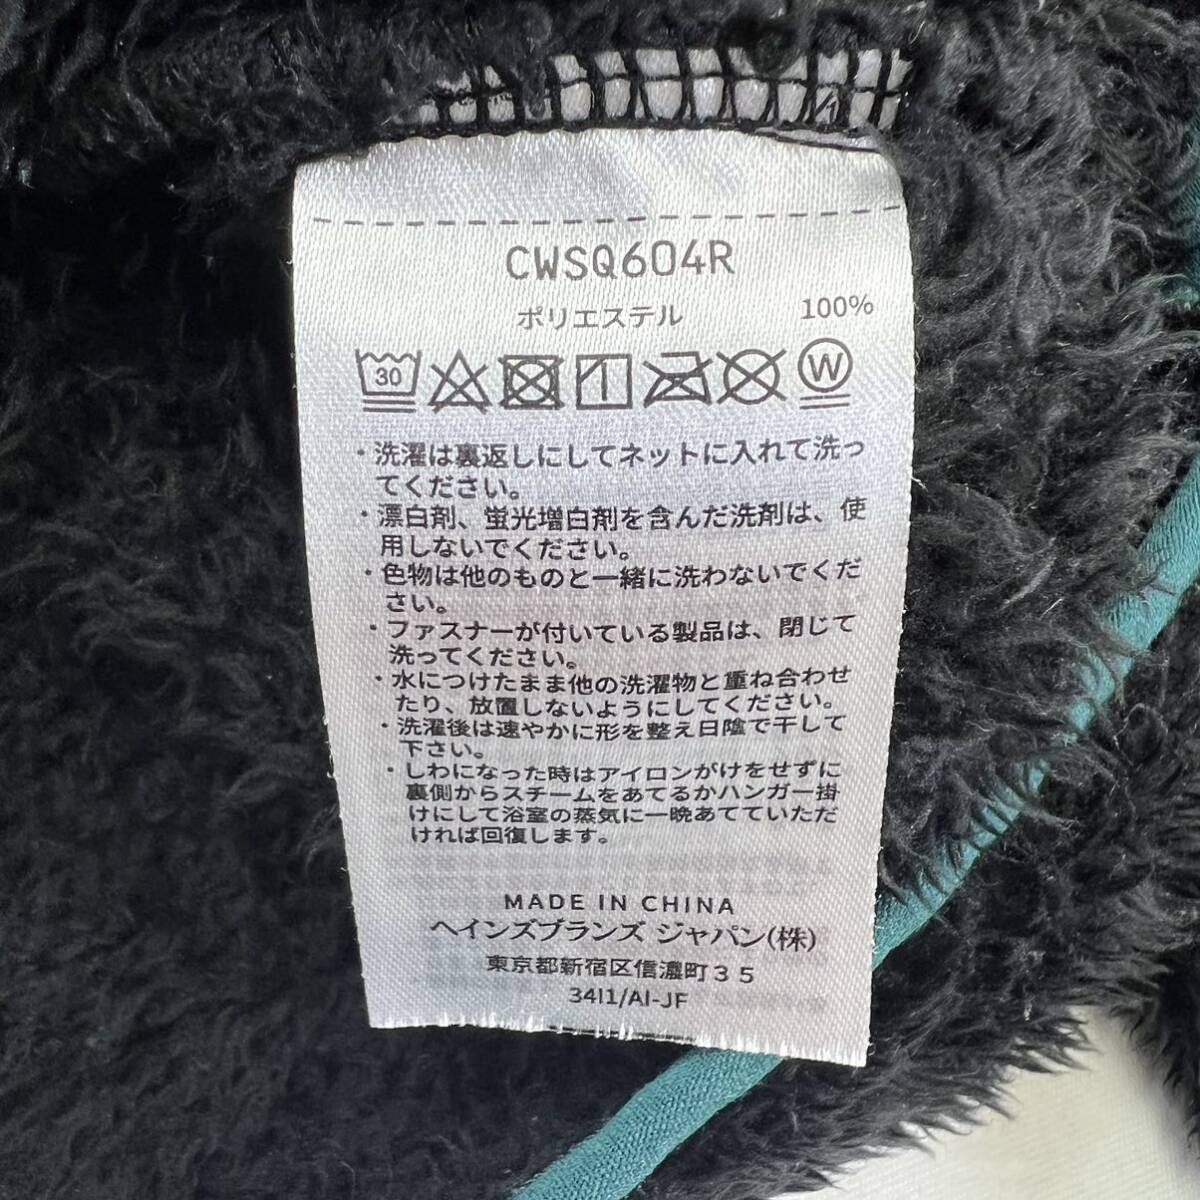 CWSQ604R
ポリエステル 100%
30 W
・洗濯は裏返しにしてネットに入れて洗っ
てください。
・漂白剤、蛍光増白剤を含んだ洗剤は、使
用しないでください。
・色物は他のものと一緒に洗わないでくだ
さい。
・ファスナーが付いている製品は、閉じて
洗ってください。
・水につけたまま他の洗濯物と重ね合わせ
たり、放置しないようにしてください。
・洗濯後は速やかに形を整え日陰で干して
下さい。
・しわになった時はアイロンがけをせずに
裏側からスチームをあてるかハンガー掛
けにして浴室の蒸気に一晩あてていただ
ければ回復します。
MADE IN CHINA
ヘインズブランズ ジャパン(株)
東京都新宿区信濃町３５
34I1/AI-JF